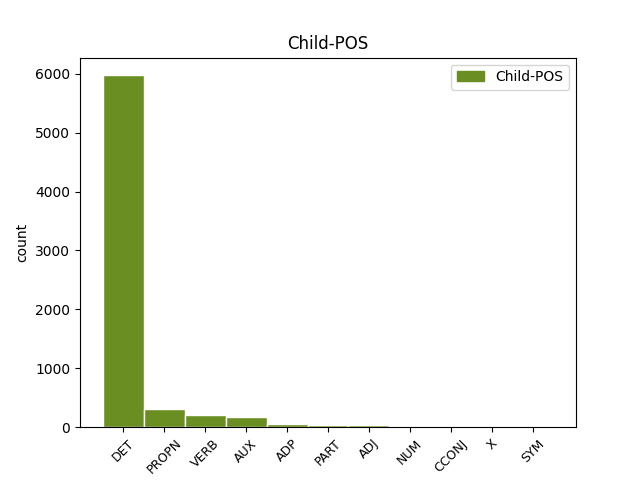 Child-POS
Child-POS
count
6000
5000
4000
3000
2000
1000
0
DET
PROPN
VERB
AUX
ADP
PART
ADJ
NUM
CCONJ
X
SYM